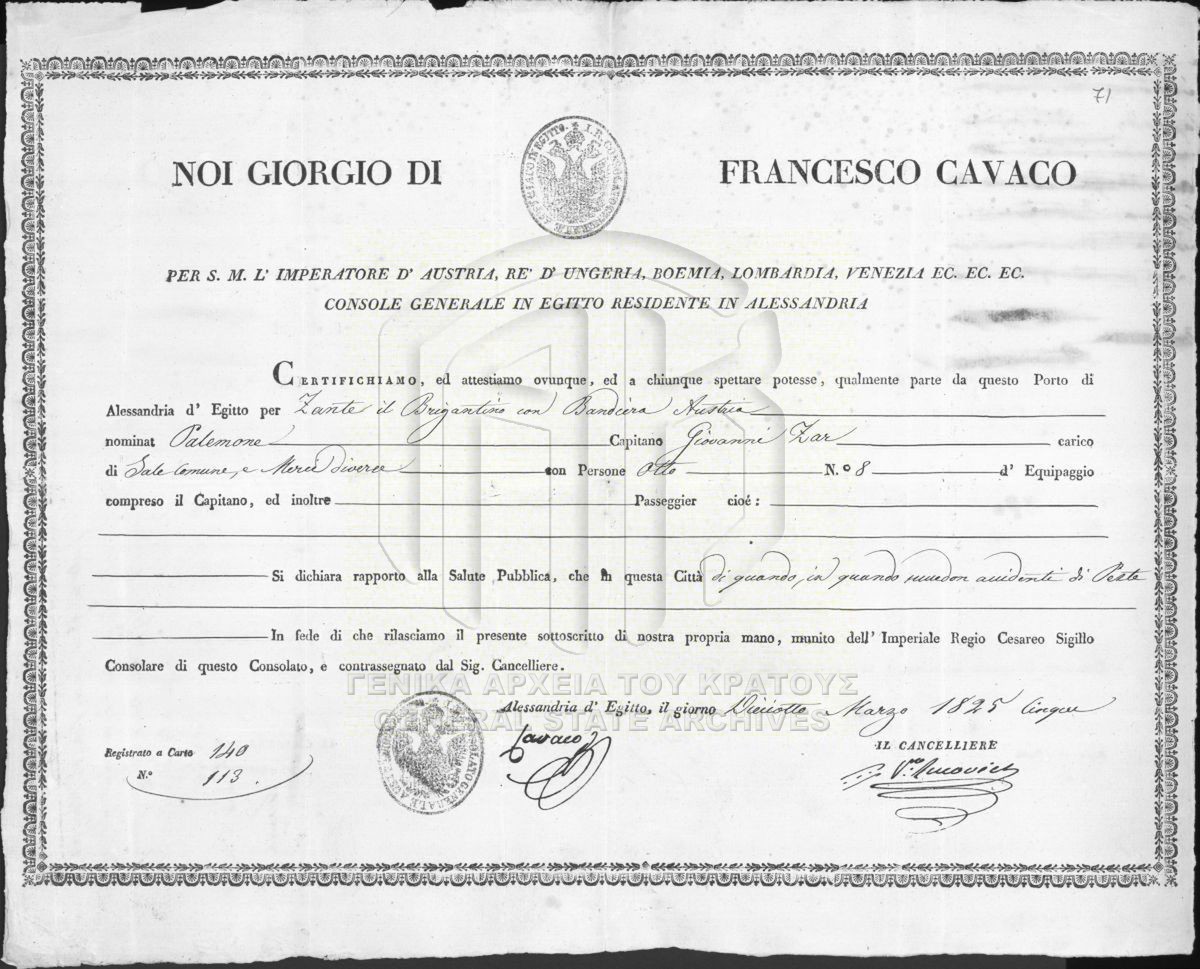 71
NOI GIORGIO DI FRANCESCO CAVACO
PER S. M. L' IMPERATORE D' AUSTRIA, RE' D' UNGERIA, BOEMIA, LOMBARDIA, VENEZIA EC. EC. EC.
CONSOLE GENERALE IN EGITTO RESIDENTE IN ALESSANDRIA
CERTIFICHIAMO, ed attestiamo ovunque, ed a chiunque spettare potesse, qualmente parte da questo Porto di
Alessandria d' Egitto per Zante il Brigantino con Bandiera Austria
nominat Palemone Capitano Giovanni Zar carico
di Sale Comune, e Merci diverse con Persone Otto N.º 8 d' Equipaggio
compreso il Capitano, ed inoltre Passeggier cioé:
Si dichiara rapporto alla Salute Pubblica, che in questa Città di quando, in quando accidenti di Peste
In fede di che rilasciamo il presente sottoscritto di nostra propria mano, munito dell' Imperiale Regio Cesareo Sigillo
Consolare di questo Consolato, e contrassegnato dal Sig. Cancelliere.
ΓΕΝΙΚΑ ΑΡΧΕΙΑ ΤΟΥ ΚΡΑΤΟΥΣ
Alessandria d' Egitto, il giorno Dieciotto Marzo 1825 Cinque
GENERAL STATE ARCHIVES
Cavaco
IL CANCELLIERE
Registrato a Carte 140
N.º 113.